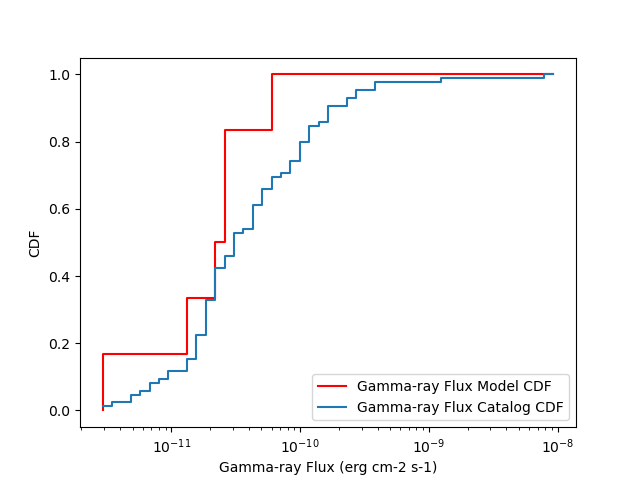 1.0
0.8
0.6
0.4
0.2
0.0
CDF
10⁻¹¹
10⁻¹⁰
10⁻⁹
10⁻⁸
Gamma-ray Flux (erg cm-2 s-1)
Gamma-ray Flux Model CDF
Gamma-ray Flux Catalog CDF